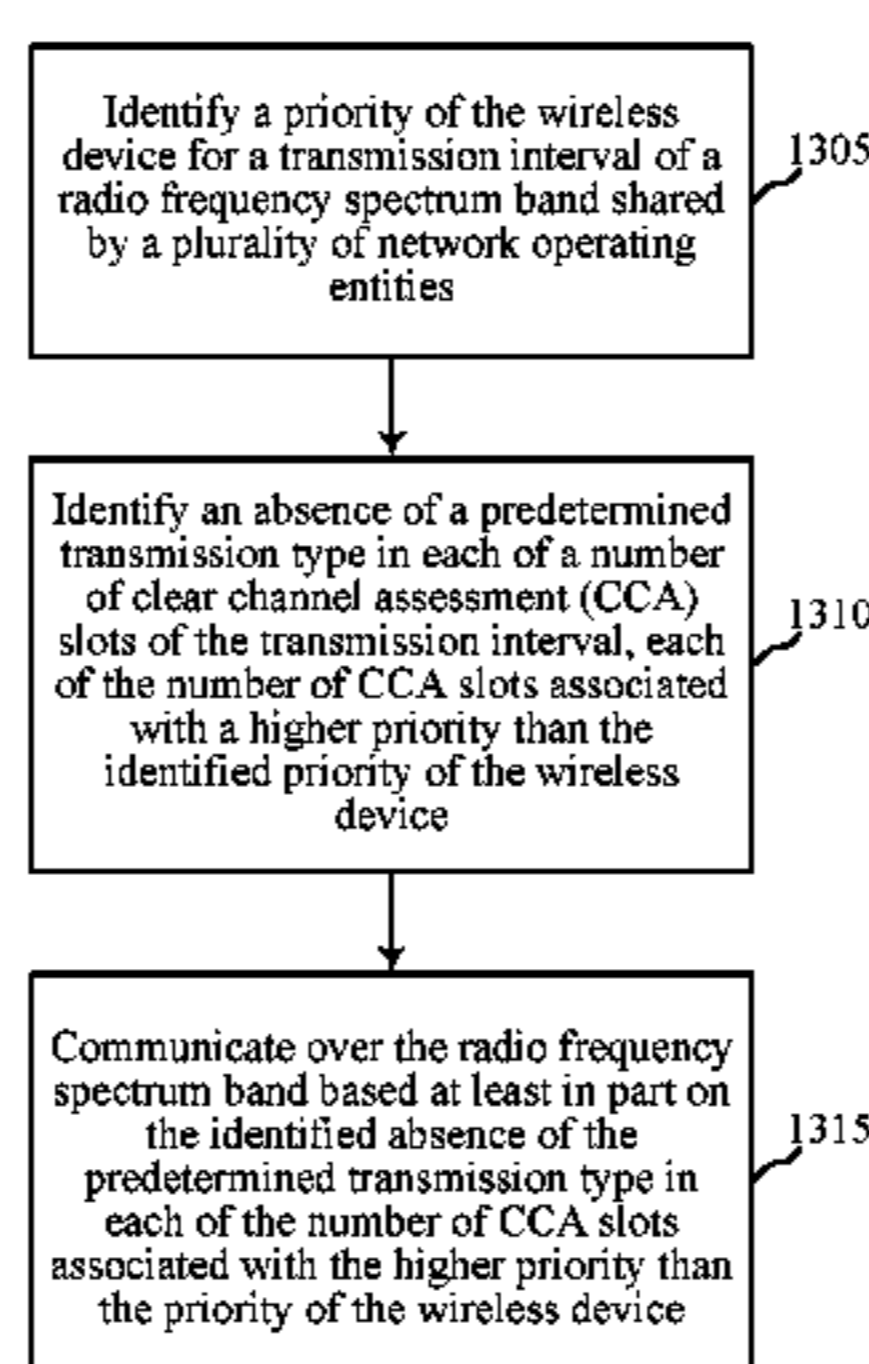 Identify a priority of the wireless
device for a transmission interval of a
radio frequency spectrum band shared
by a plurality of network operating
entities
1305
Identify an absence of a predetermined
transmission type in each of a number
of clear channel assessment (CCA)
slots of the transmission interval, each
of the number of CCA slots associated
with a higher priority than the
identified priority of the wireless
device
1310
Communicate over the radio frequency
spectrum band based at least in part on
the identified absence of the
predetermined transmission type in
each of the number of CCA slots
associated with the higher priority than
the priority of the wireless device
1315